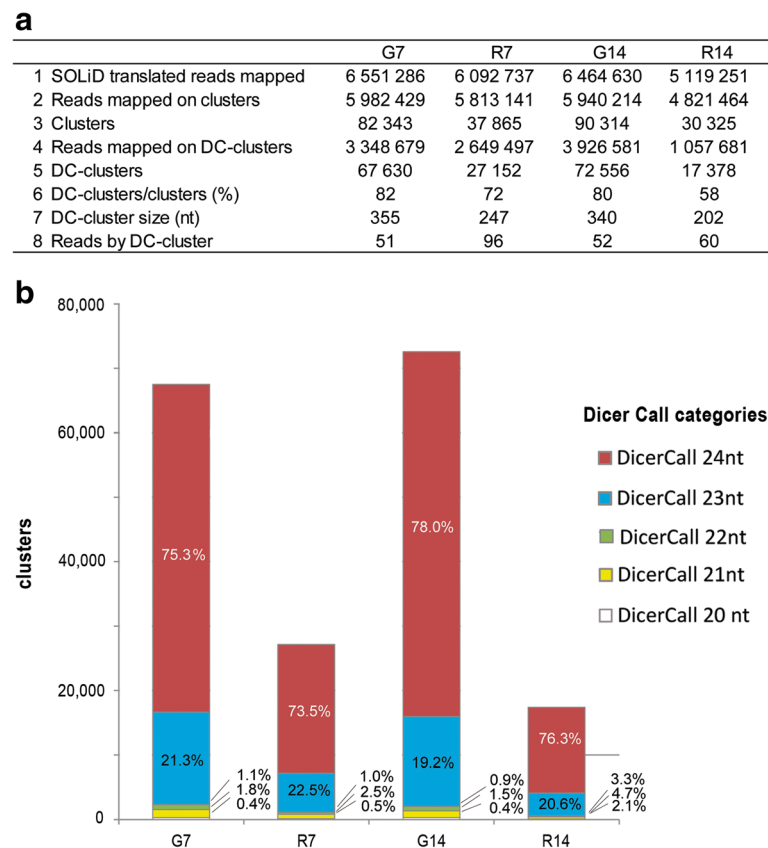 a
G7 R7 G14 R14
1 SOLiD translated reads mapped 6 551 286 6 092 737 6 464 630 5 119 251
2 Reads mapped on clusters 5 982 429 5 813 141 5 940 214 4 821 464
3 Clusters 82 343 37 865 90 314 30 325
4 Reads mapped on DC-clusters 3 348 679 2 649 497 3 926 581 1 057 681
5 DC-clusters 67 630 27 152 72 556 17 378
6 DC-clusters/clusters (%) 82 72 80 58
7 DC-cluster size (nt) 355 247 340 202
8 Reads by DC-cluster 51 96 52 60
b
80,000
60,000
40,000
20,000
0
clusters
75.3%
21.3%
1.1%
1.8%
0.4%
73.5%
22.5%
1.0%
2.5%
0.5%
78.0%
19.2%
0.9%
1.5%
0.4%
76.3%
20.6%
3.3%
4.7%
2.1%
G7 R7 G14 R14
Dicer Call categories
DicerCall 24nt
DicerCall 23nt
DicerCall 22nt
DicerCall 21nt
DicerCall 20 nt